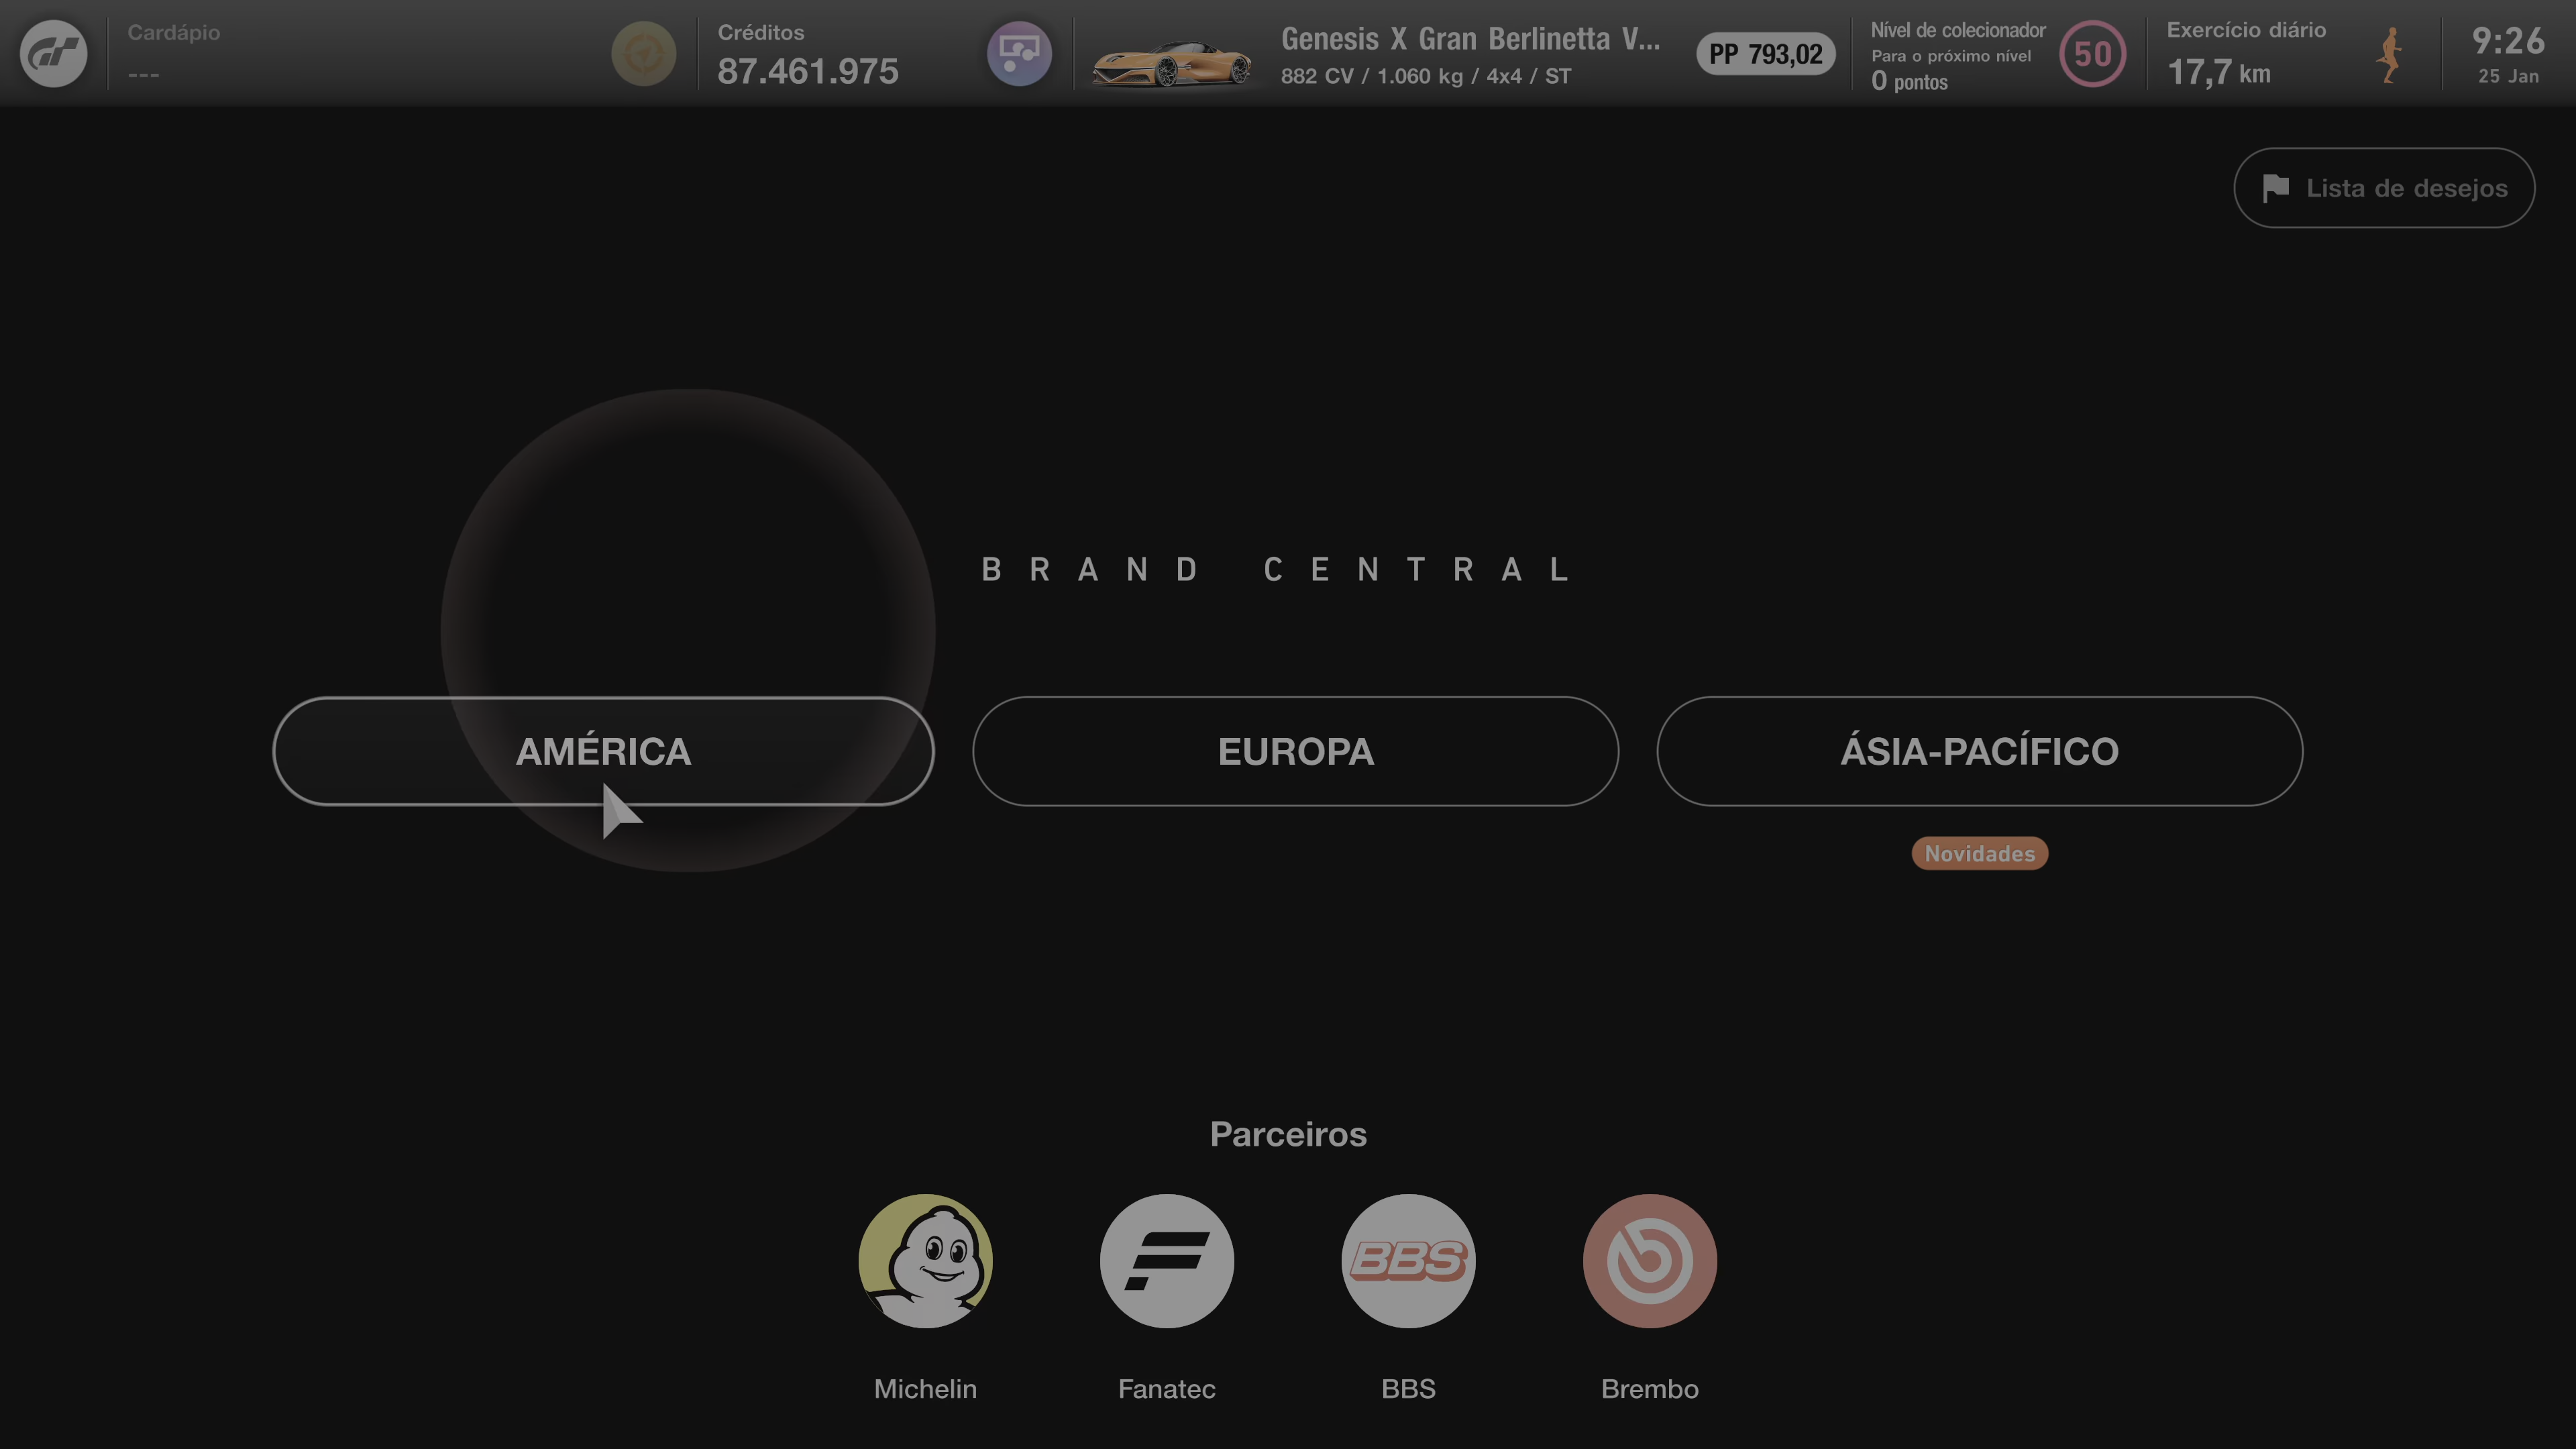 Cardápio
---
Créditos
87.461.975
Genesis X Gran Berlinetta V...
882 CV / 1.060 kg / 4x4 / ST
PP 793,02
Nível de colecionador
Para o próximo nível
0 pontos
50
Exercício diário
17,7 km
9:26
25 Jan
Lista de desejos
BRAND CENTRAL
AMÉRICA
EUROPA
ÁSIA-PACÍFICO
Novidades
Parceiros
BBS
Michelin
Fanatec
BBS
Brembo